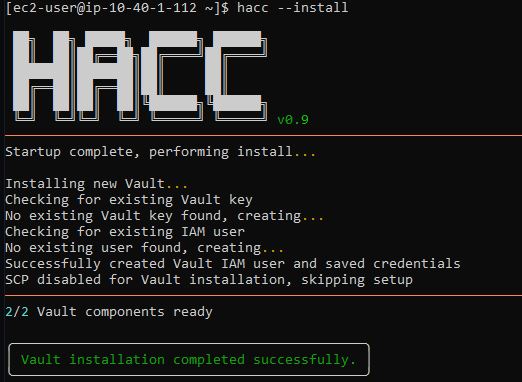 [ec2-user@ip-10-40-1-112 ~]$ hacc --install
HACC
v0.9
Startup complete, performing install...
Installing new Vault...
Checking for existing Vault key
No existing Vault key found, creating...
Checking for existing IAM user
No existing user found, creating...
Successfully created Vault IAM user and saved credentials
SCP disabled for Vault installation, skipping setup
2/2 Vault components ready
Vault installation completed successfully.